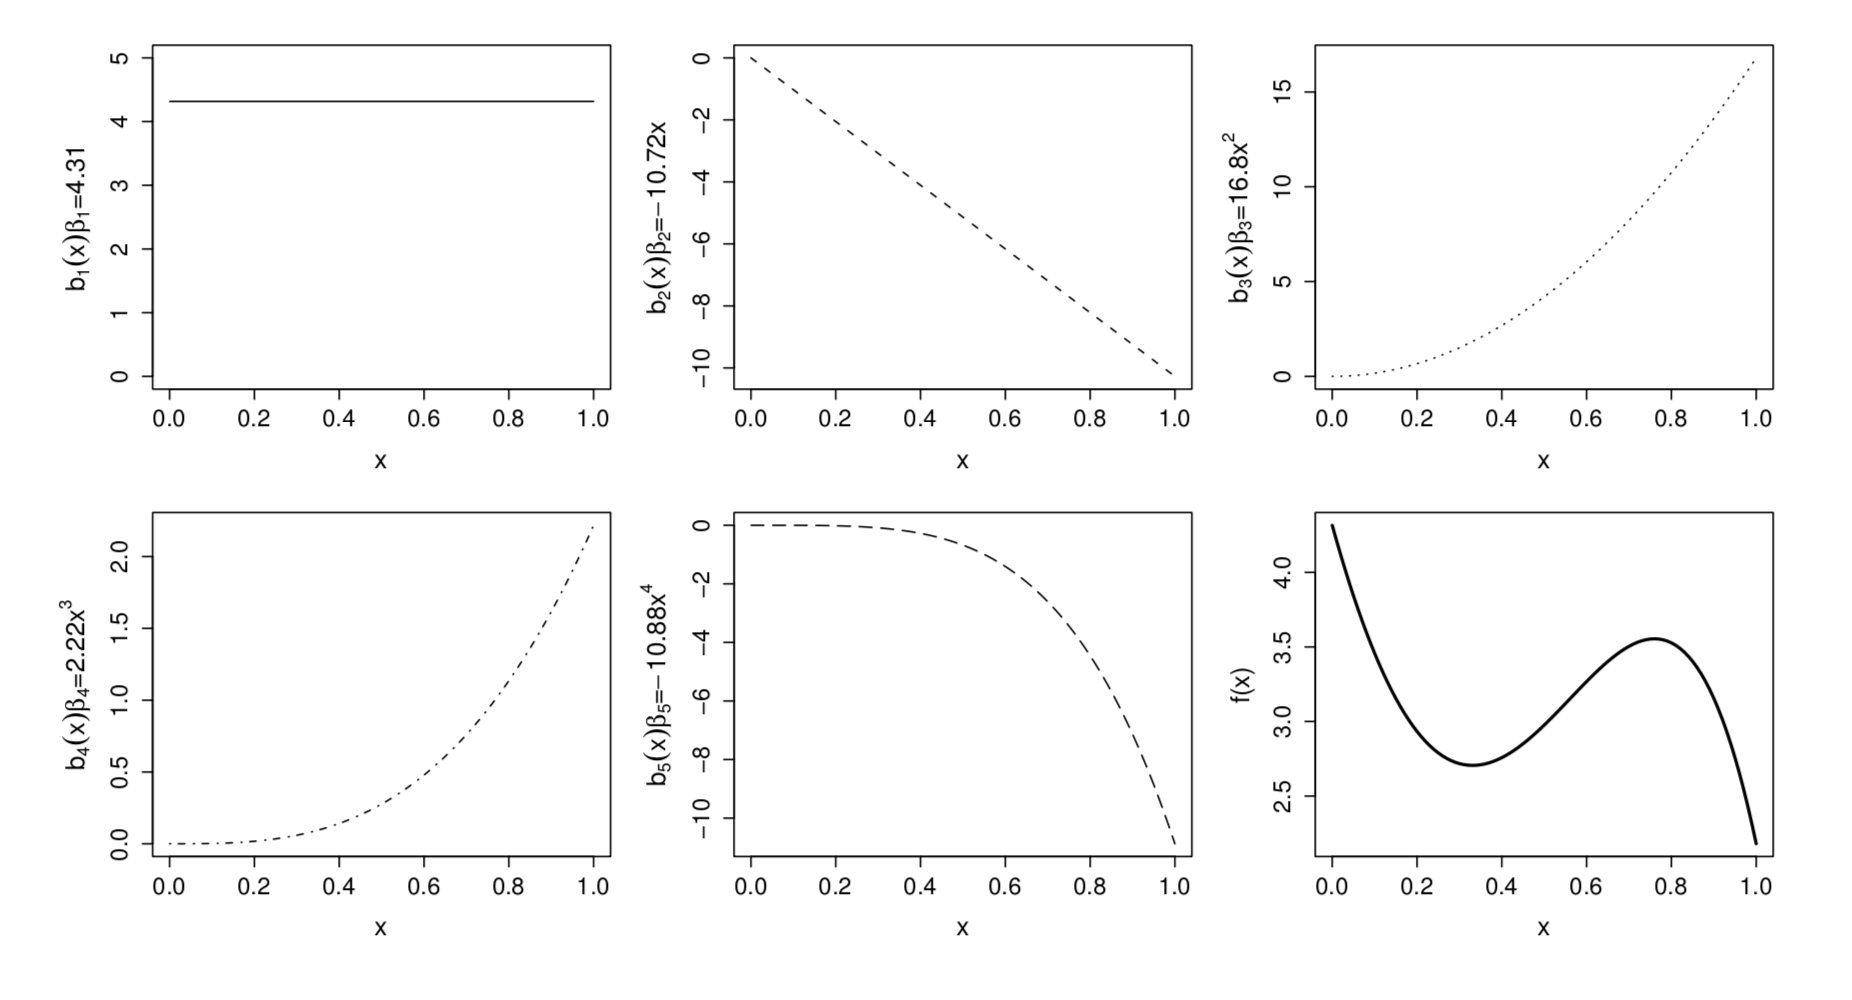 b₁(x)β₁=4.31
0 1 2 3 4 5
0.0 0.2 0.4 0.6 0.8 1.0
x
b₂(x)β₂=−10.72x
−10 −8 −6 −4 −2 0
0.0 0.2 0.4 0.6 0.8 1.0
x
b₃(x)β₃=16.8x²
0 5 10 15
0.0 0.2 0.4 0.6 0.8 1.0
x
b₄(x)β₄=2.22x³
0.0 0.5 1.0 1.5 2.0
0.0 0.2 0.4 0.6 0.8 1.0
x
b₅(x)β₅=−10.88x⁴
−10 −8 −6 −4 −2 0
0.0 0.2 0.4 0.6 0.8 1.0
x
f(x)
2.5 3.0 3.5 4.0
0.0 0.2 0.4 0.6 0.8 1.0
x